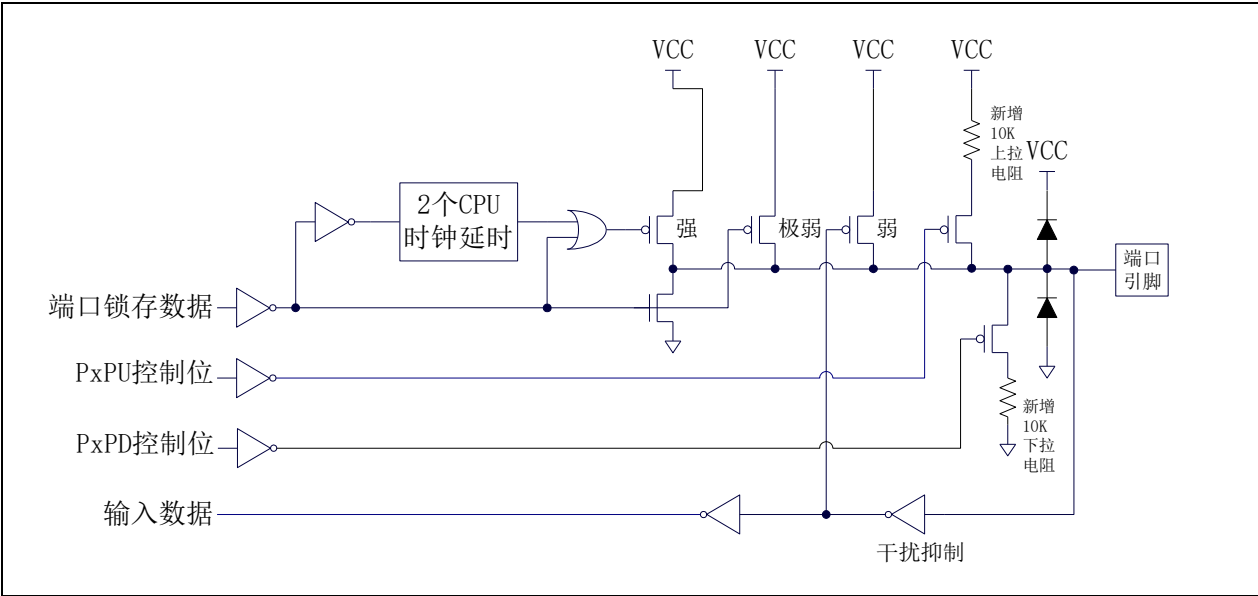 VCC
VCC
VCC
VCC
新增
10K
上拉
电阻
VCC
2个CPU
时钟延时
强
极弱
弱
端口
引脚
端口锁存数据
PxPU控制位
新增
10K
下拉
电阻
PxPD控制位
输入数据
干扰抑制